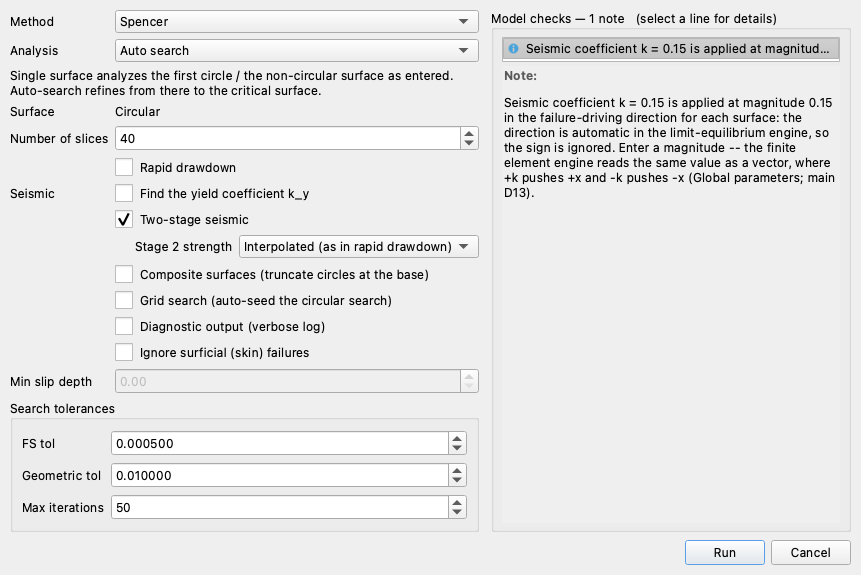 Method
Spencer
Analysis
Auto search
Single surface analyzes the first circle / the non-circular surface as entered.
Auto-search refines from there to the critical surface.
Surface
Circular
Number of slices
40
Rapid drawdown
Seismic
Find the yield coefficient k_y
Two-stage seismic
Stage 2 strength
Interpolated (as in rapid drawdown)
Composite surfaces (truncate circles at the base)
Grid search (auto-seed the circular search)
Diagnostic output (verbose log)
Ignore surficial (skin) failures
Min slip depth
0.00
Search tolerances
FS tol
0.000500
Geometric tol
0.010000
Max iterations
50
Model checks — 1 note   (select a line for details)
Seismic coefficient k = 0.15 is applied at magnitud...
Note:
Seismic coefficient k = 0.15 is applied at magnitude 0.15
in the failure-driving direction for each surface: the
direction is automatic in the limit-equilibrium engine, so
the sign is ignored. Enter a magnitude -- the finite
element engine reads the same value as a vector, where
+k pushes +x and -k pushes -x (Global parameters; main
D13).
Run
Cancel